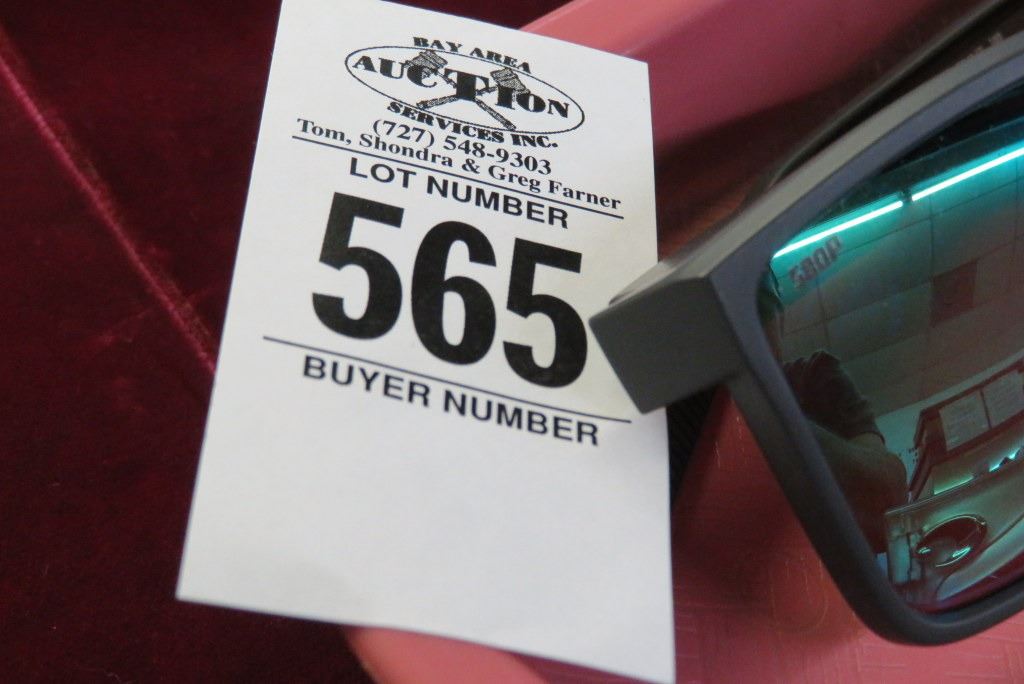 BAY AREA
AUCTION
SERVICES INC.
(727) 548-9303
Tom, Shondra & Greg Farner
LOT NUMBER
565
BUYER NUMBER